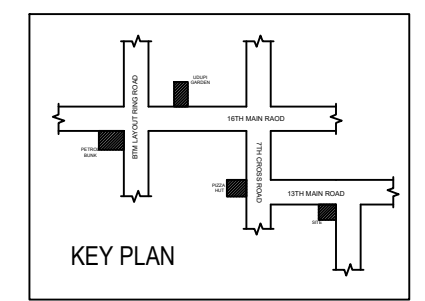 UDUPI
GARDEN
BTM LAYOUT RING ROAD
16TH MAIN RAOD
PETROL
BUNK
7TH CROSS ROAD
PIZZA
HUT
13TH MAIN ROAD
SITE
KEY PLAN